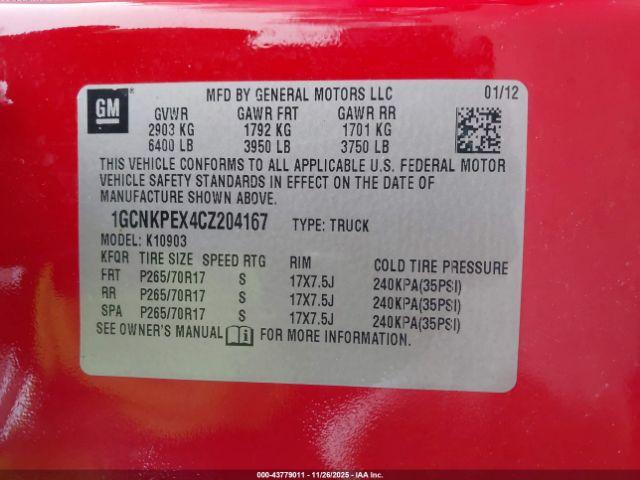 GM
MFD BY GENERAL MOTORS LLC 01/12
GVWR GAWR FRT GAWR RR
2903 KG 1792 KG 1701 KG
6400 LB 3950 LB 3750 LB
THIS VEHICLE CONFORMS TO ALL APPLICABLE U.S. FEDERAL MOTOR
VEHICLE SAFETY STANDARDS IN EFFECT ON THE DATE OF
MANUFACTURE SHOWN ABOVE.
1GCNKPEX4CZ204167 TYPE: TRUCK
MODEL: K10903
KFQR TIRE SIZE SPEED RTG RIM COLD TIRE PRESSURE
FRT P265/70R17 S 17X7.5J 240KPA(35PSI)
RR P265/70R17 S 17X7.5J 240KPA(35PSI)
SPA P265/70R17 S 17X7.5J 240KPA(35PSI)
SEE OWNER'S MANUAL FOR MORE INFORMATION.
000-43779011 - 11/26/2025 - IAACA